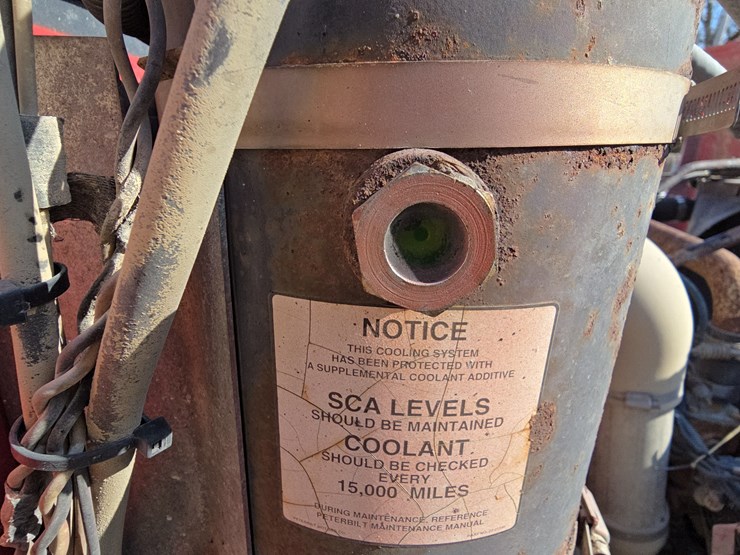 NOTICE
THIS COOLING SYSTEM
HAS BEEN PROTECTED WITH
A SUPPLEMENTAL COOLANT ADDITIVE
SCA LEVELS
SHOULD BE MAINTAINED
COOLANT
SHOULD BE CHECKED
EVERY
15,000 MILES
DURING MAINTENANCE, REFERENCE
PETERBILT MAINTENANCE MANUAL